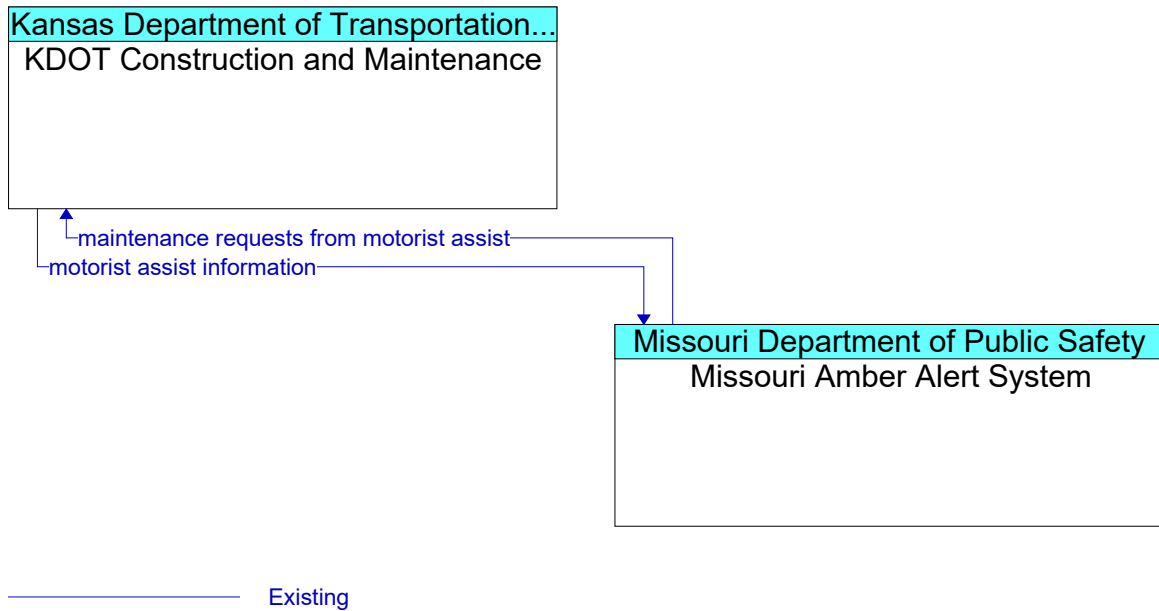 Kansas Department of Transportation...
KDOT Construction and Maintenance
maintenance requests from motorist assist
motorist assist information
Missouri Department of Public Safety
Missouri Amber Alert System
Existing